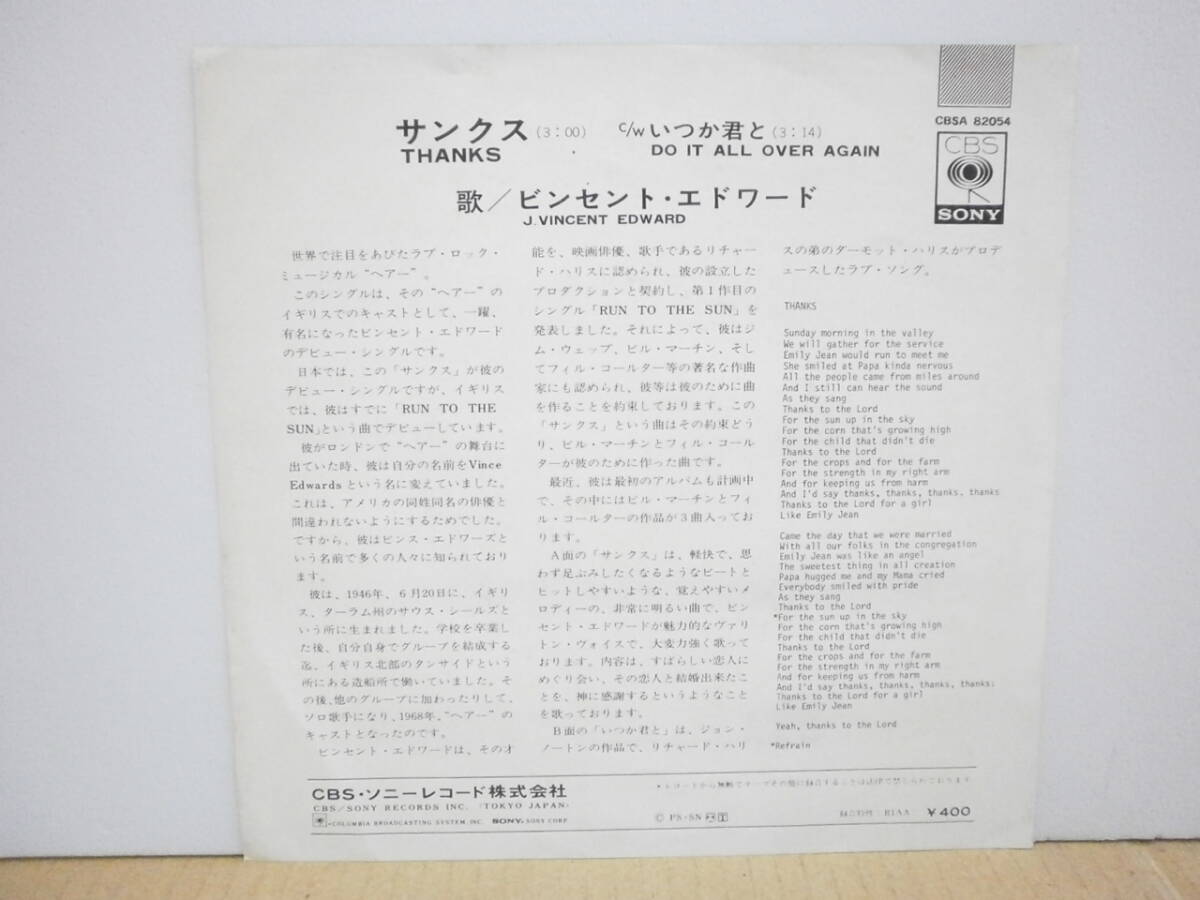 サンクス(3:00)
THANKS
c/w いつか君と(3:14)
DO IT ALL OVER AGAIN
歌/ビンセント・エドワード
J. VINCENT EDWARD
CBSA 82054
CBS
SONY
世界で注目をあびたラブ・ロック・
ミュージカル“ヘアー”。
このシングルは、その“ヘアー”の
イギリスでのキャストとして、一躍、
有名になったビンセント・エドワード
のデビュー・シングルです。
日本では、この「サンクス」が彼の
デビュー・シングルですが、イギリス
では、彼はすでに「RUN TO THE
SUN」という曲でデビューしています。
彼がロンドンで“ヘアー”の舞台に
出ていた時、彼は自分の名前をVince
Edwards という名に変えていました。
これは、アメリカの同姓同名の俳優と
間違われないようにするためでした。
ですから、彼はビンス・エドワーズと
いう名前で多くの人々に知られており
ます。
彼は、1946年、6月20日に、イギリ
ス、ターラム州のサウス・シールズと
いう所に生まれました。学校を卒業し
た後、自分自身でグループを結成する
迄、イギリス北部のタンサイドという
所にある造船所で働いていました。そ
の後、他のグループに加わったりして、
ソロ歌手になり、1968年、“ヘアー”の
キャストとなったのです。
ビンセント・エドワードは、そのオ
能を、映画俳優、歌手であるリチャー
ド・ハリスに認められ、彼の設立した
プロダクションと契約し、第1作目の
シングル「RUN TO THE SUN」を
発表しました。それによって、彼はジ
ム・ウェップ、ビル・マーチン、そし
てフィル・コールター等の著名な作曲
家にも認められ、彼等は彼のために曲
を作ることを約束しております。この
「サンクス」という曲はその約束どう
り、ビル・マーチンとフィル・コール
ターが彼のために作った曲です。
最近、彼は最初のアルバムも計画中
で、その中にはビル・マーチンとフィ
ル・コールターの作品が3曲入ってお
ります。
A面の「サンクス」は、軽快で、思
わず足ぶみしたくなるようなビートと
ヒットしやすいような、覚えやすいメ
ロディーの、非常に明るい曲で、ビン
セント・エドワードが魅力的なヴァリ
トン・ヴォイスで、大変力強く歌って
おります。内容は、すばらしい恋人に
めぐり会い、その恋人と結婚出来たこ
とを、神に感謝するというようなこと
を歌っております。
B面の「いつか君と」は、ジョン・
ノートンの作品で、リチャード・ハリ
スの弟のダーモット・ハリスがプロデ
ュースしたラブ・ソング。
THANKS
Sunday morning in the valley
We will gather for the service
Emily Jean would run to meet me
She smiled at Papa kinda nervous
All the people came from miles around
And I still can hear the sound
As they sang
Thanks to the Lord
For the sun up in the sky
For the corn that's growing high
For the child that didn't die
Thanks to the Lord
For the crops and for the farm
For the strength in my right arm
And for keeping us from harm
And I'd say thanks, thanks, thanks, thanks
Thanks to the Lord for a girl
Like Emily Jean
Came the day that we were married
With all our folks in the congregation
Emily Jean was like an angel
The sweetest thing in all creation
Papa hugged me and my Mama cried
Everybody smiled with pride
As they sang
Thanks to the Lord
*For the sun up in the sky
For the corn that's growing high
For the child that didn't die
Thanks to the Lord
For the crops and for the farm
For the strength in my right arm
And for keeping us from harm
And I'd say thanks, thanks, thanks, thanks;
Thanks to the Lord for a girl
Like Emily Jean
Yeah, thanks to the Lord
*Refrain
CBS・ソニーレコード株式会社
CBS/SONY RECORDS INC. (TOKYO JAPAN)
=COLUMBIA BROADCASTING SYSTEM, INC. SONY=SONY CORP.
*レコードから無断でテープその他に録音することは法律で禁じられております
Ⓟ PS・SN
録音特性:RIAA ¥400